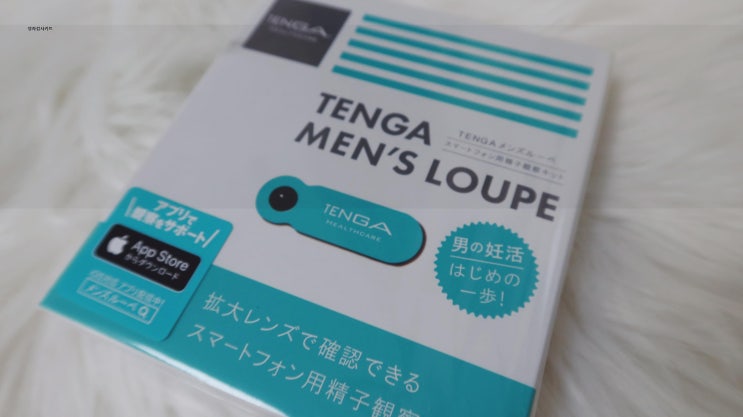 TENGA
HEALTHCARE
TENGA
MEN'S LOUPE
TENGAメンズルーペ
スマートフォン用精子観察キット
TENGA
HEALTHCARE
男の妊活
はじめの
一歩!
アプリで
観察をサポート
App Store
からダウンロード
メンズルーペ
拡大レンズで確認できる
スマートフォン用精子観察